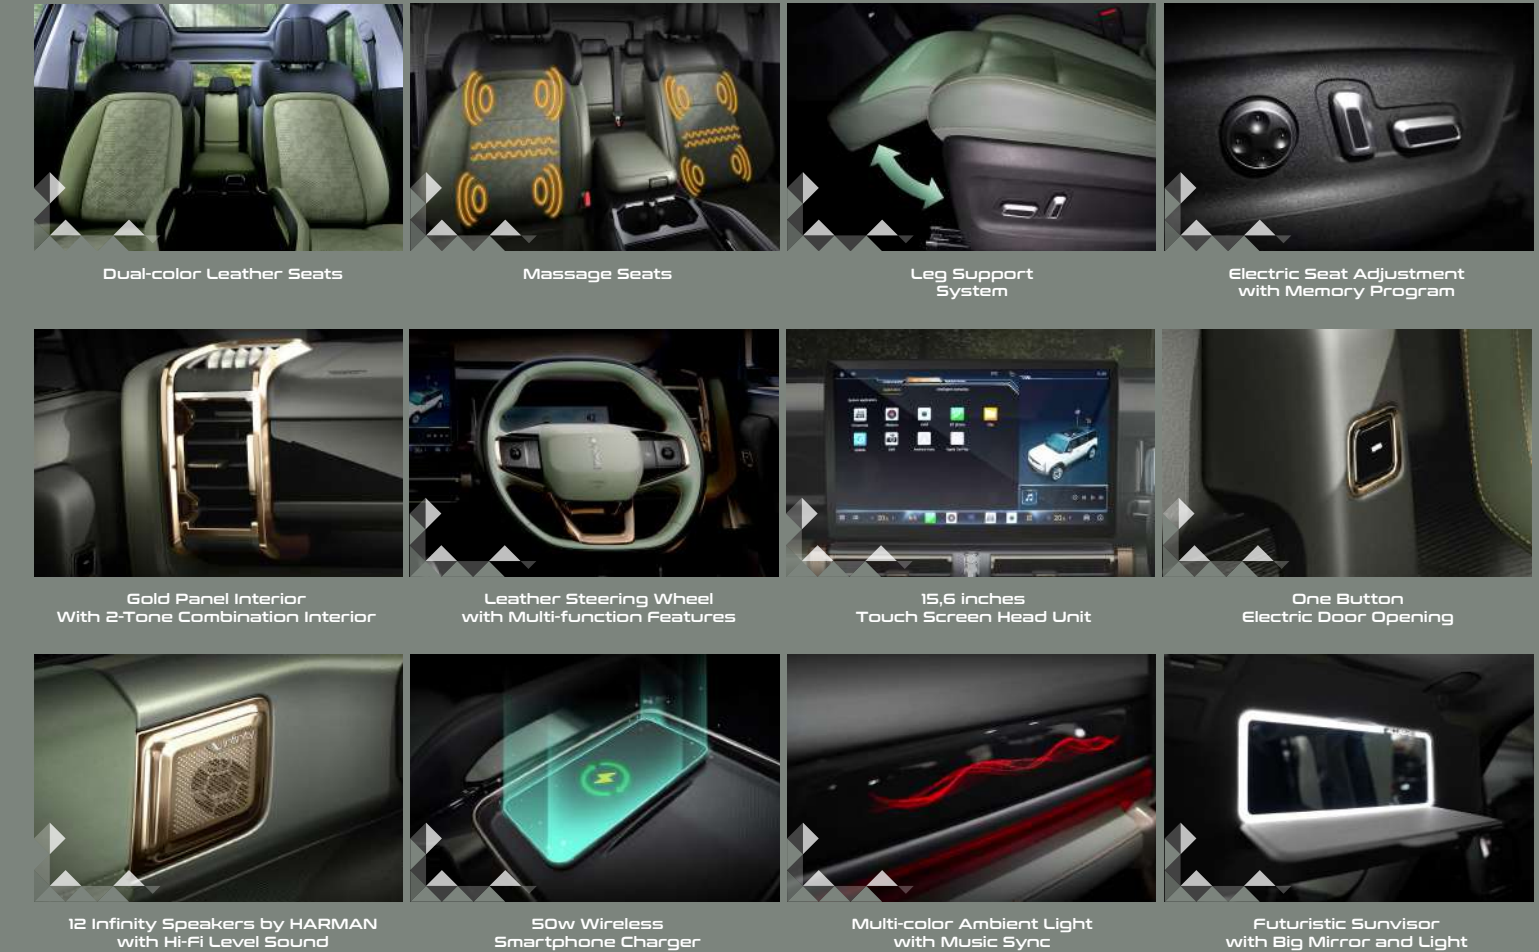 Dual-color Leather Seats
Massage Seats
Leg Support
System
Electric Seat Adjustment
with Memory Program
Gold Panel Interior
With 2-Tone Combination Interior
Leather Steering Wheel
with Multi-function Features
15,6 inches
Touch Screen Head Unit
One Button
Electric Door Opening
Infinity
12 Infinity Speakers by HARMAN
with Hi-Fi Level Sound
50w Wireless
Smartphone Charger
Multi-color Ambient Light
with Music Sync
Futuristic Sunvisor
with Big Mirror and Light